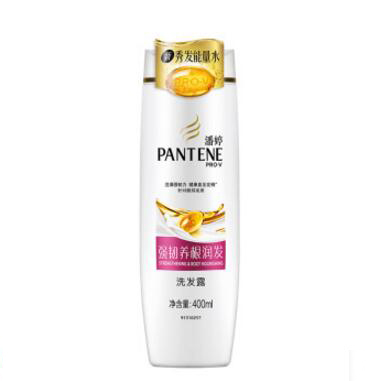 秀发能量水
PRO-V
潘婷
PANTENE
PRO-V
强韧养根润发
STRENGTHENING & ROOT NOURISHING
洗发露
净含量:400ml